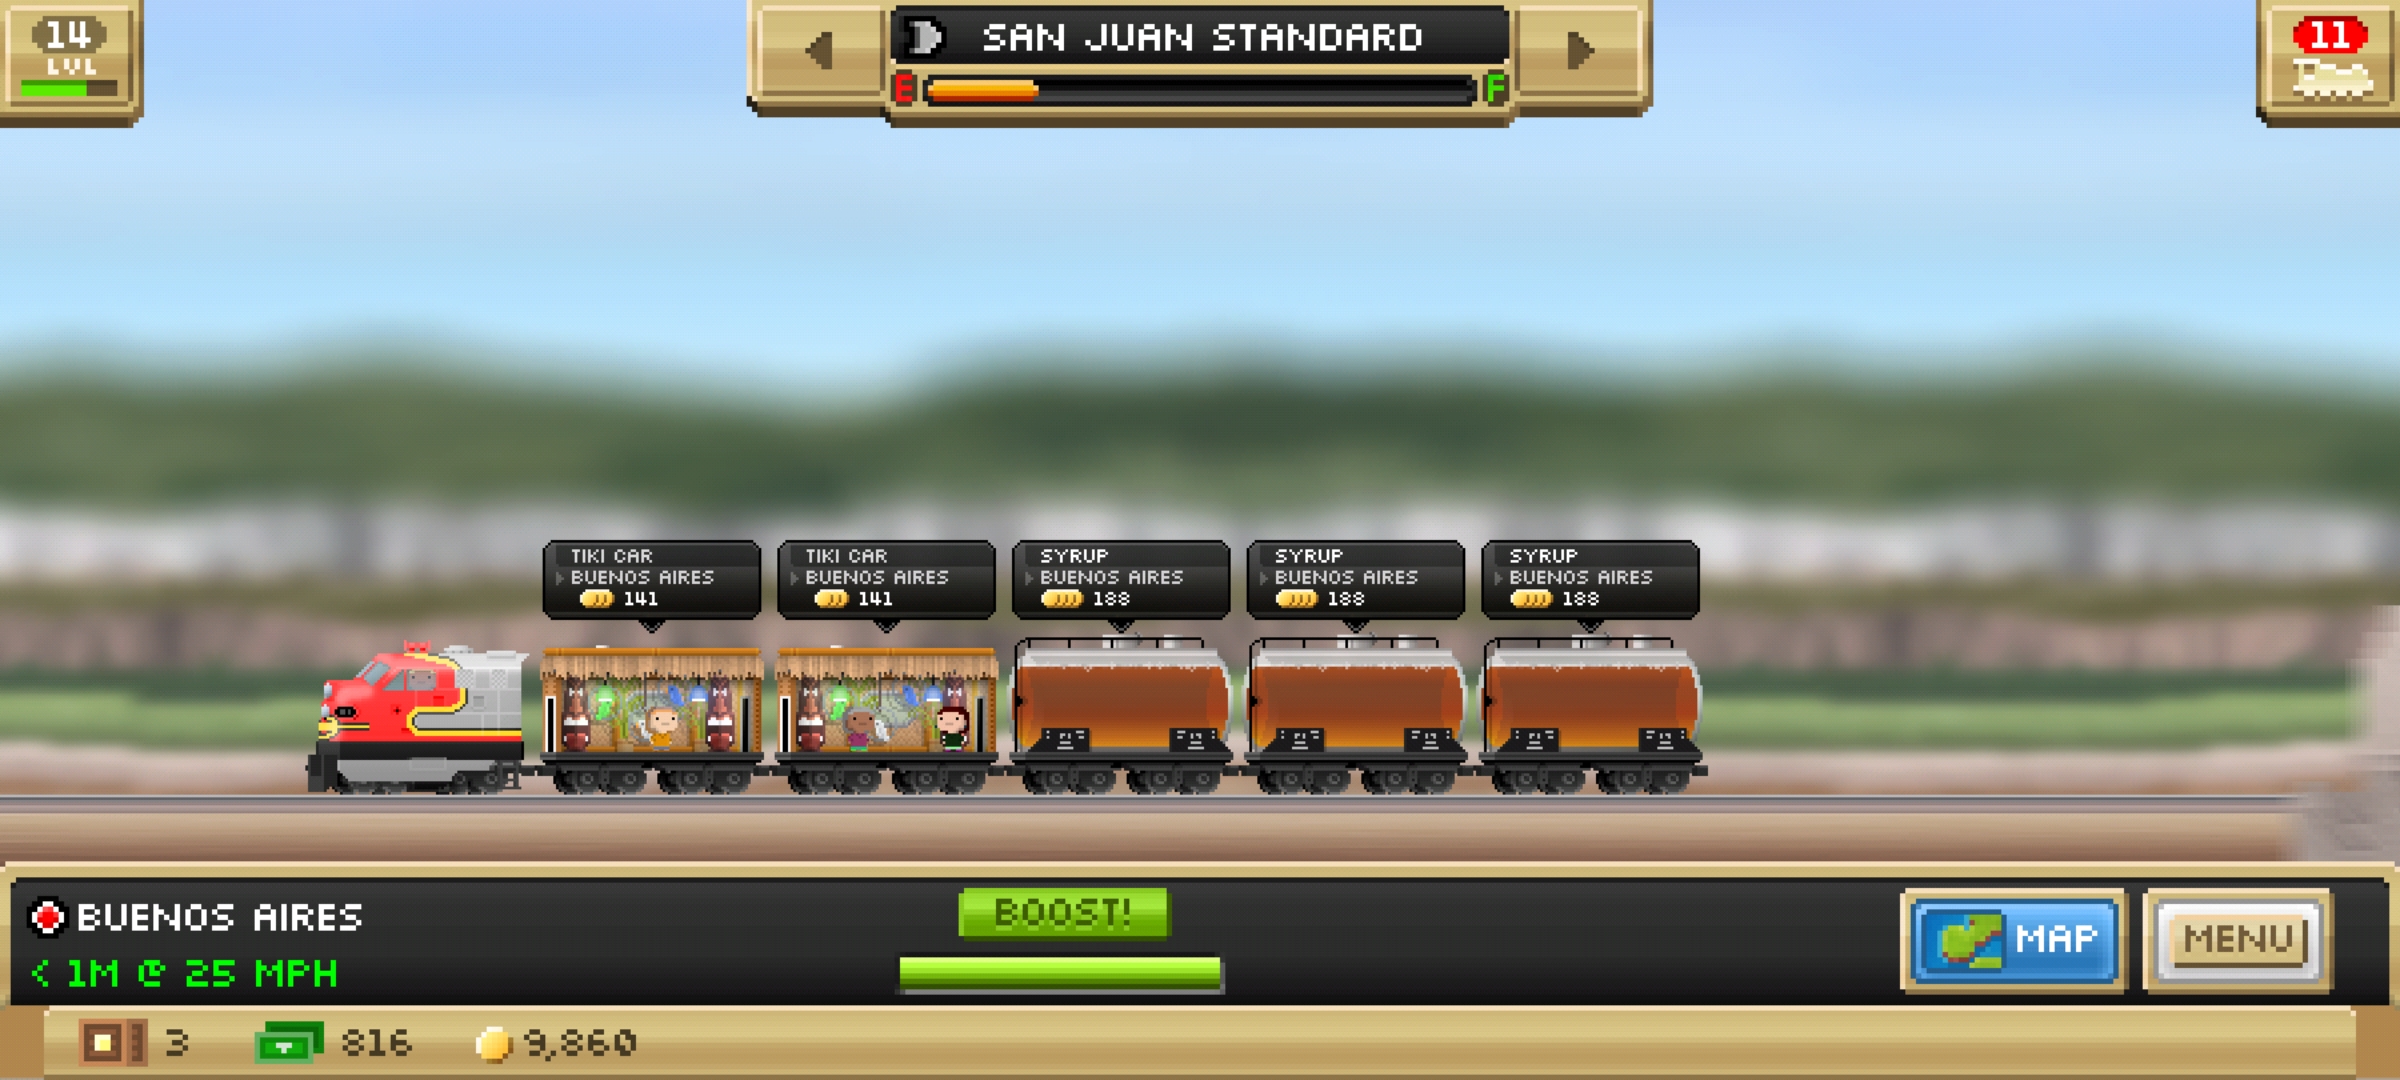 14
LVL
SAN JUAN STANDARD
E F
11
TIKI CAR
BUENOS AIRES
141
TIKI CAR
BUENOS AIRES
141
SYRUP
BUENOS AIRES
188
SYRUP
BUENOS AIRES
188
SYRUP
BUENOS AIRES
188
BUENOS AIRES
< 1M @ 25 MPH
BOOST!
MAP
MENU
3
816
9,860